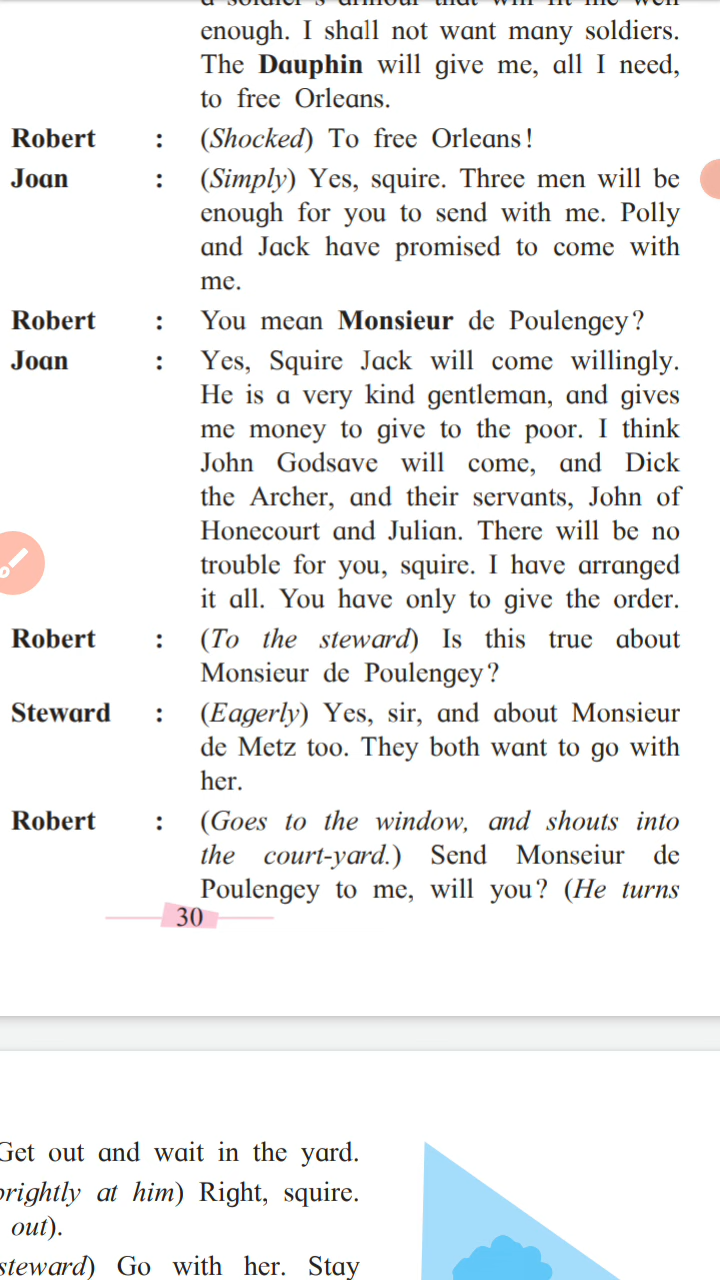 enough. I shall not want many soldiers.
The Dauphin will give me, all I need,
to free Orleans.
Robert : (Shocked) To free Orleans!
Joan : (Simply) Yes, squire. Three men will be
enough for you to send with me. Polly
and Jack have promised to come with
me.
Robert : You mean Monsieur de Poulengey?
Joan : Yes, Squire Jack will come willingly.
He is a very kind gentleman, and gives
me money to give to the poor. I think
John Godsave will come, and Dick
the Archer, and their servants, John of
Honecourt and Julian. There will be no
trouble for you, squire. I have arranged
it all. You have only to give the order.
Robert : (To the steward) Is this true about
Monsieur de Poulengey?
Steward : (Eagerly) Yes, sir, and about Monsieur
de Metz too. They both want to go with
her.
Robert : (Goes to the window, and shouts into
the court-yard.) Send Monseiur de
Poulengey to me, will you? (He turns
30
Get out and wait in the yard.
rightly at him) Right, squire.
out).
steward) Go with her. Stay